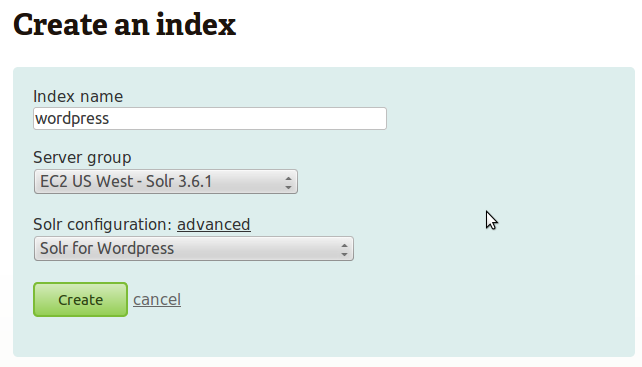 Create an index
Index name
wordpress
Server group
EC2 US West - Solr 3.6.1
Solr configuration: advanced
Solr for Wordpress
Create cancel